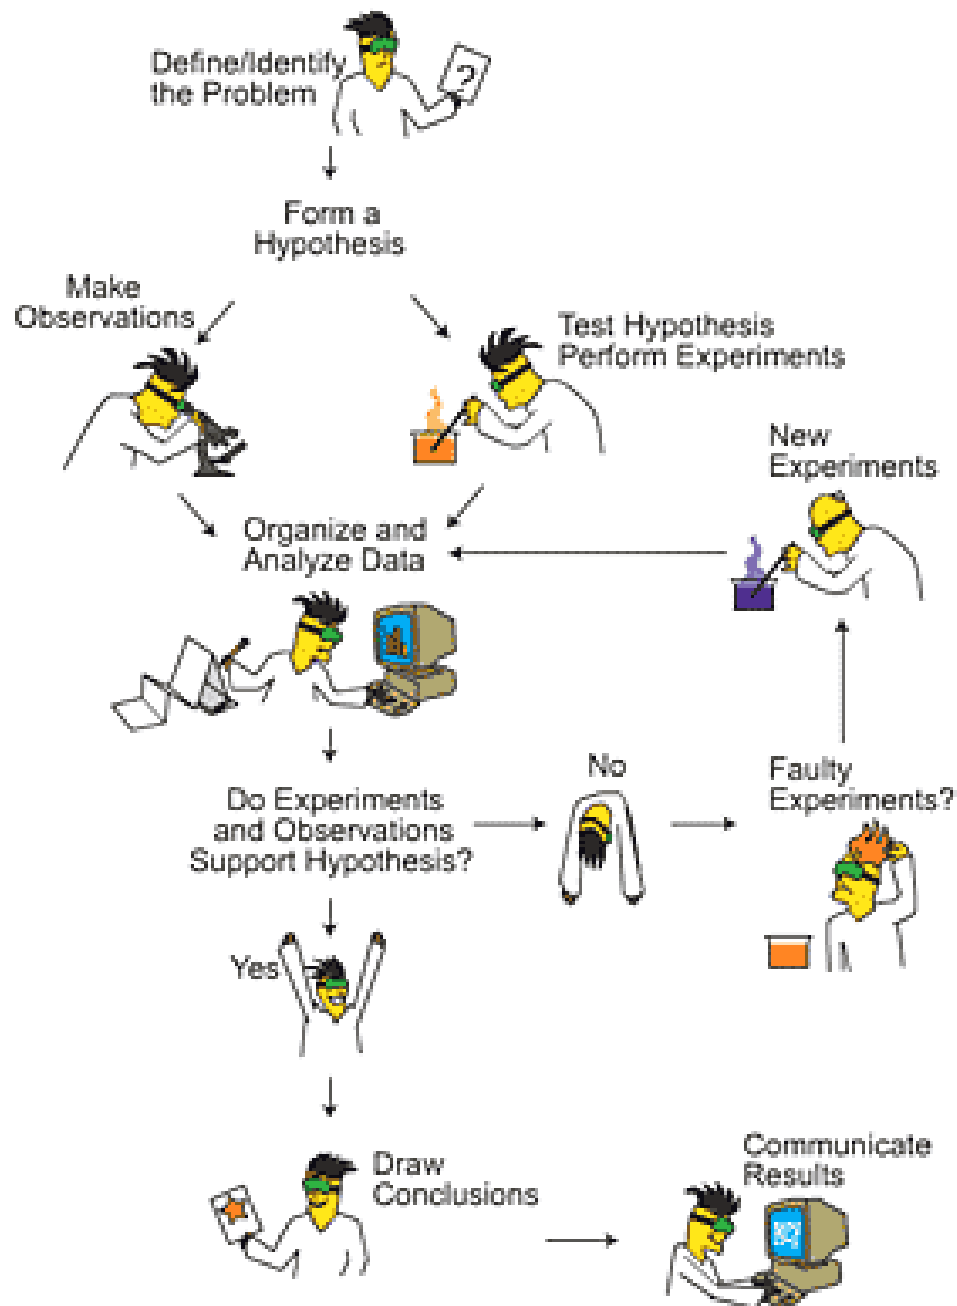 Define/Identify
the Problem
?
Form a
Hypothesis
Make
Observations
Test Hypothesis
Perform Experiments
New
Experiments
Organize and
Analyze Data
No
Faulty
Experiments?
Do Experiments
and Observations
Support Hypothesis?
Yes
Draw
Conclusions
Communicate
Results